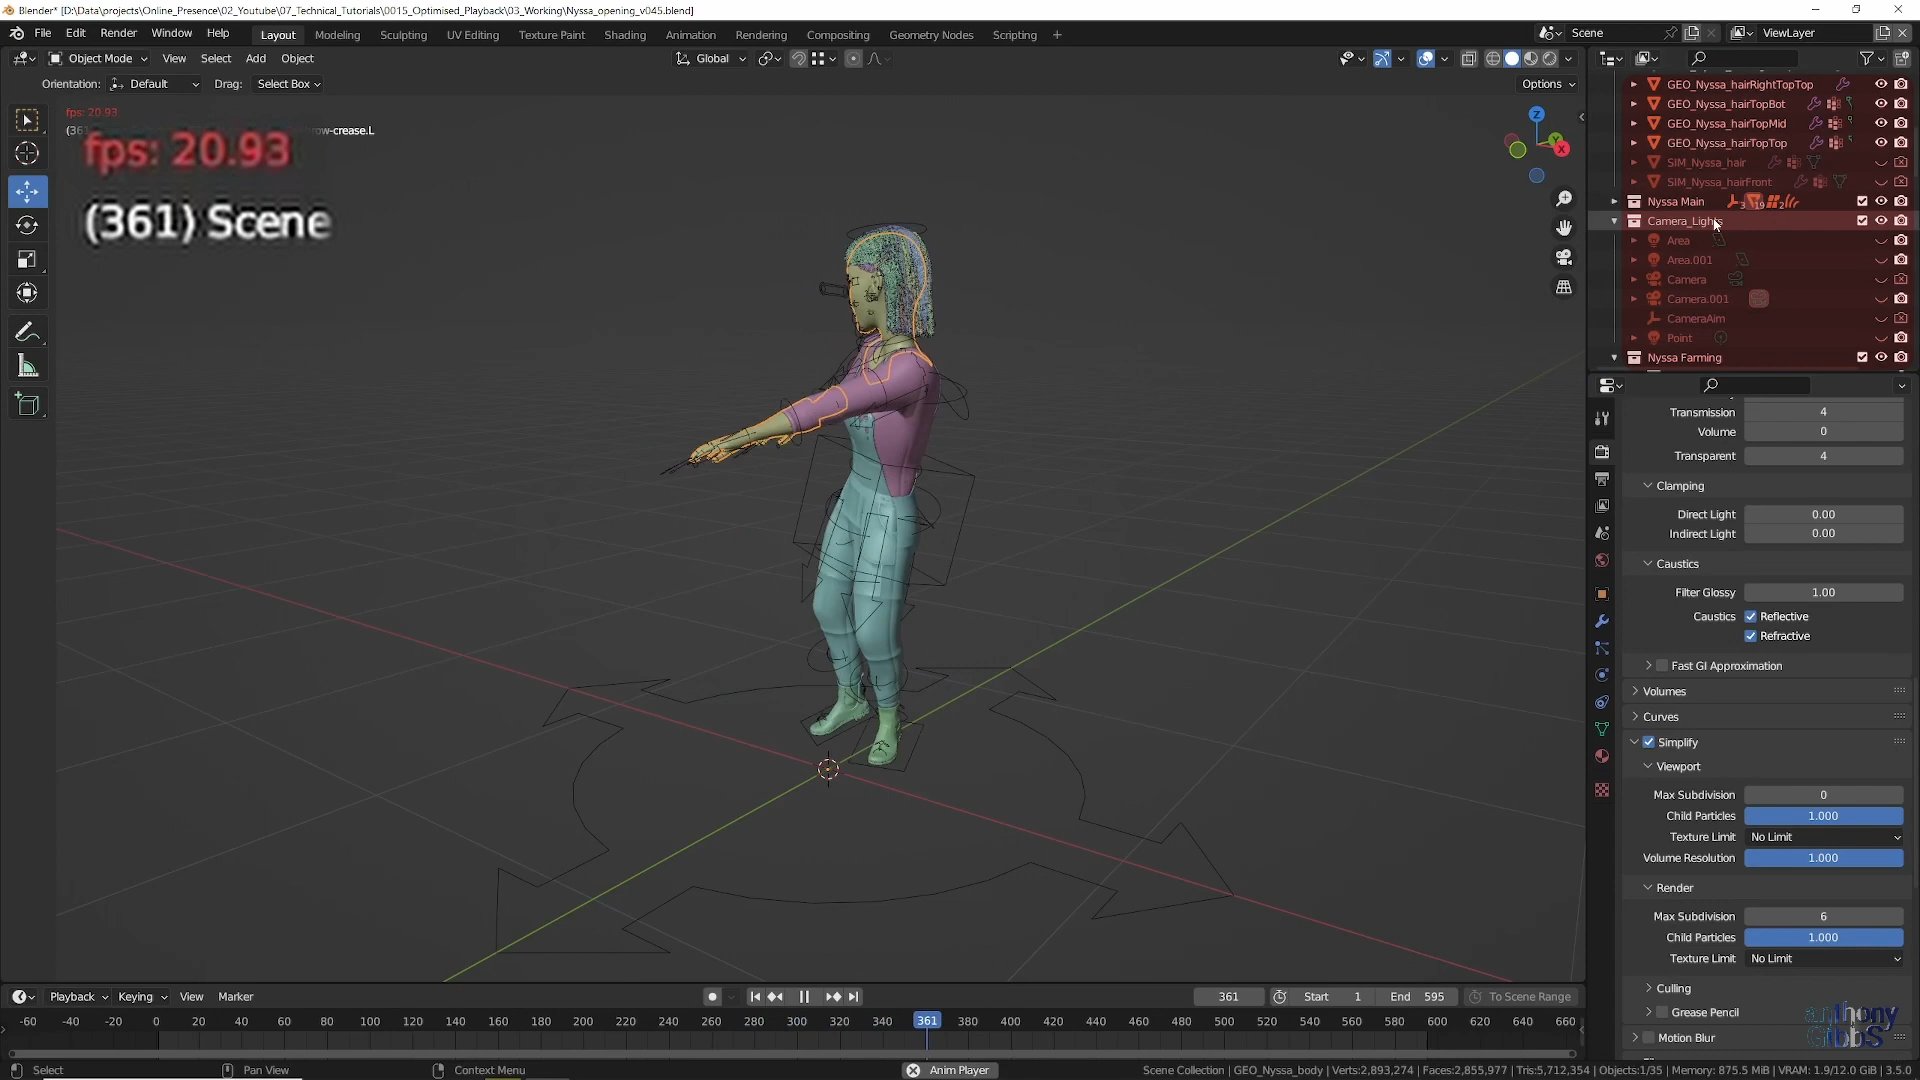 Blender* [D:\Data\projects\Online_Presence\02_Youtube\07_Technical_Tutorials\0015_Optimised_Playback\03_Working\Nyssa_opening_v045.blend]
File Edit Render Window Help Layout Modeling Sculpting UV Editing Texture Paint Shading Animation Rendering Compositing Geometry Nodes Scripting + Scene ViewLayer
Object Mode View Select Add Object Global
Orientation: Default Drag: Select Box Options
fps: 20.93
(36 row-crease.L
fps: 20.93
(361) Scene
Z
Y
X
GEO_Nyssa_hairRightTopTop
GEO_Nyssa_hairTopBot
GEO_Nyssa_hairTopMid
GEO_Nyssa_hairTopTop
SIM_Nyssa_hair
SIM_Nyssa_hairFront
Nyssa Main 3 19 2
Camera_Lights
Area
Area.001
Camera
Camera.001
CameraAim
Point
Nyssa Farming
Transmission 4
Volume 0
Transparent 4
Clamping
Direct Light 0.00
Indirect Light 0.00
Caustics
Filter Glossy 1.00
Caustics Reflective
Refractive
Fast GI Approximation
Volumes
Curves
Simplify
Viewport
Max Subdivision 0
Child Particles 1.000
Texture Limit No Limit
Volume Resolution 1.000
Render
Max Subdivision 6
Child Particles 1.000
Texture Limit No Limit
Culling
Grease Pencil
Motion Blur
anthony
GibbS
Playback Keying View Marker 361 Start 1 End 595 To Scene Range
-60 -40 -20 0 20 40 60 80 100 120 140 160 180 200 220 240 260 280 300 320 340 361 380 400 420 440 460 480 500 520 540 560 580 600 620 640 660
Select Pan View Context Menu Anim Player Scene Collection | GEO_Nyssa_body | Verts:2,893,274 | Faces:2,855,977 | Tris:5,712,354 | Objects:1/35 | Memory: 875.5 MiB | VRAM: 1.9/12.0 GiB | 3.5.0